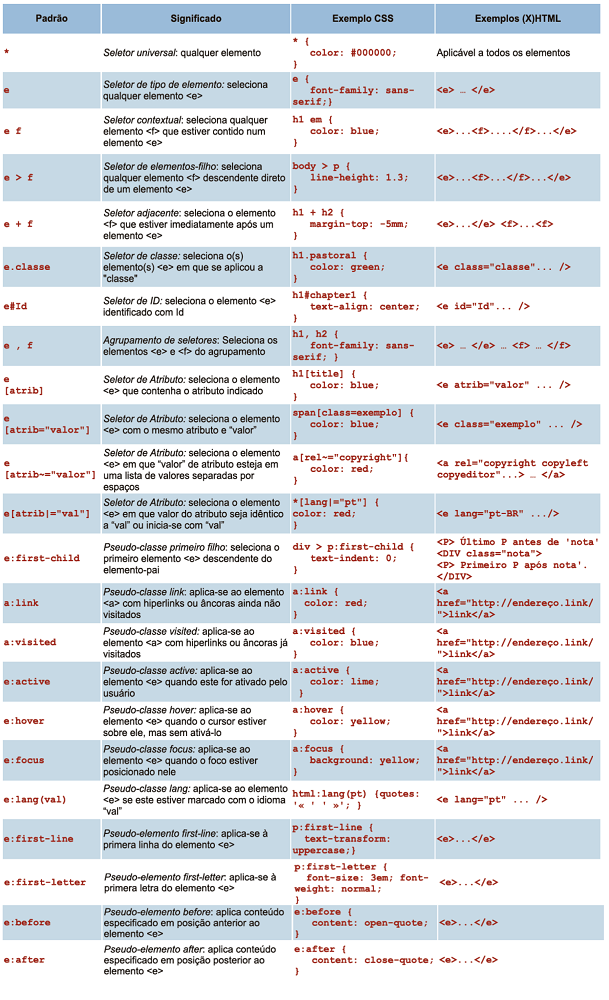 Padrão Significado Exemplo CSS Exemplos (X)HTML
* Seletor universal: qualquer elemento
* {
color: #000000;
}
Aplicável a todos os elementos
e Seletor de tipo de elemento: seleciona
qualquer elemento <e>
e {
font-family: sans-
serif;}
<e> … </e>
e f Seletor contextual: seleciona qualquer
elemento <f> que estiver contido num
elemento <e>
h1 em {
color: blue;
}
<e>...<f>....</f>...</e>
e > f Seletor de elementos-filho: seleciona
qualquer elemento <f> descendente direto
de um elemento <e>
body > p {
line-height: 1.3;
}
<e>...<f>...</f>...</e>
e + f Seletor adjacente: seleciona o elemento
<f> que estiver imediatamente após um
elemento <e>
h1 + h2 {
margin-top: -5mm;
}
<e>...</e> <f>...<f>
e.classe Seletor de classe: seleciona o(s)
elemento(s) <e> em que se aplicou a
"classe"
h1.pastoral {
color: green;
}
<e class="classe"... />
e#Id Seletor de ID: seleciona o elemento <e>
identificado com Id
h1#chapter1 {
text-align: center;
}
<e id="Id"... />
e , f Agrupamento de seletores: Seleciona os
elementos <e> e <f> do agrupamento
h1, h2 {
font-family: sans-
serif; }
<e> … </e> … <f> … </f>
e
[atrib]
Seletor de Atributo: seleciona o elemento
<e> que contenha o atributo indicado
h1[title] {
color: blue;
}
<e atrib="valor" ... />
e
[atrib="valor"]
Seletor de Atributo: seleciona o elemento
<e> com o mesmo atributo e “valor”
span[class=exemplo] {
color: blue;
}
<e class="exemplo" ... />
e
[atrib~="valor"]
Seletor de Atributo: seleciona o elemento
<e> em que “valor” de atributo esteja em
uma lista de valores separadas por
espaços
a[rel~="copyright"]{
color: red;
}
<a rel="copyright copyleft
copyeditor"...> … </a>
e[atrib|="val"] Seletor de Atributo: seleciona o elemento
<e> em que valor do atributo seja idêntico
a “val” ou inicia-se com “val”
*[lang|="pt"] {
color: red;
}
<e lang="pt-BR" .../>
e:first-child Pseudo-classe primeiro filho: seleciona o
primeiro elemento <e> descendente do
elemento-pai
div > p:first-child {
text-indent: 0;
}
<P> Último P antes de 'nota'
<DIV class="nota">
<P> Primeiro P após nota'.
</DIV>
a:link Pseudo-classe link: aplica-se ao elemento
<a> com hiperlinks ou âncoras ainda não
visitados
a:link {
color: red;
}
<a
href="http://endereço.link/
">link</a>
a:visited Pseudo-classe visited: aplica-se ao
elemento <a> com hiperlinks ou âncoras já
visitados
a:visited {
color: blue;
}
<a
href="http://endereço.link/
">link</a>
e:active Pseudo-classe active: aplica-se ao
elemento <e> quando este for ativado pelo
usuário
a:active {
color: lime;
}
<a
href="http://endereço.link/
">link</a>
e:hover Pseudo-classe hover: aplica-se ao
elemento <e> quando o cursor estiver
sobre ele, mas sem ativá-lo
a:hover {
color: yellow;
}
<a
href="http://endereço.link/
">link</a>
e:focus Pseudo-classe focus: aplica-se ao
elemento <e> quando o foco estiver
posicionado nele
a:focus {
background: yellow;
}
<a
href="http://endereço.link/
">link</a>
e:lang(val) Pseudo-classe lang: aplica-se ao elemento
<e> se este estiver marcado com o idioma
“val”
html:lang(pt) {quotes:
'« ' ' »'; }
<e lang="pt" ... />
e:first-line Pseudo-elemento first-line: aplica-se à
primeira linha do elemento <e>
p:first-line {
text-transform:
uppercase;}
<e>...</e>
e:first-letter Pseudo-elemento first-letter: aplica-se à
primeira letra do elemento <e>
p:first-letter {
font-size: 3em; font-
weight: normal;
}
<e>...</e>
e:before Pseudo-elemento before: aplica conteúdo
especificado em posição anterior ao
elemento <e>
e:before {
content: open-quote;
}
<e>...</e>
e:after Pseudo-elemento after: aplica conteúdo
especificado em posição posterior ao
elemento <e>
e:after {
content: close-quote;
}
<e>...</e>